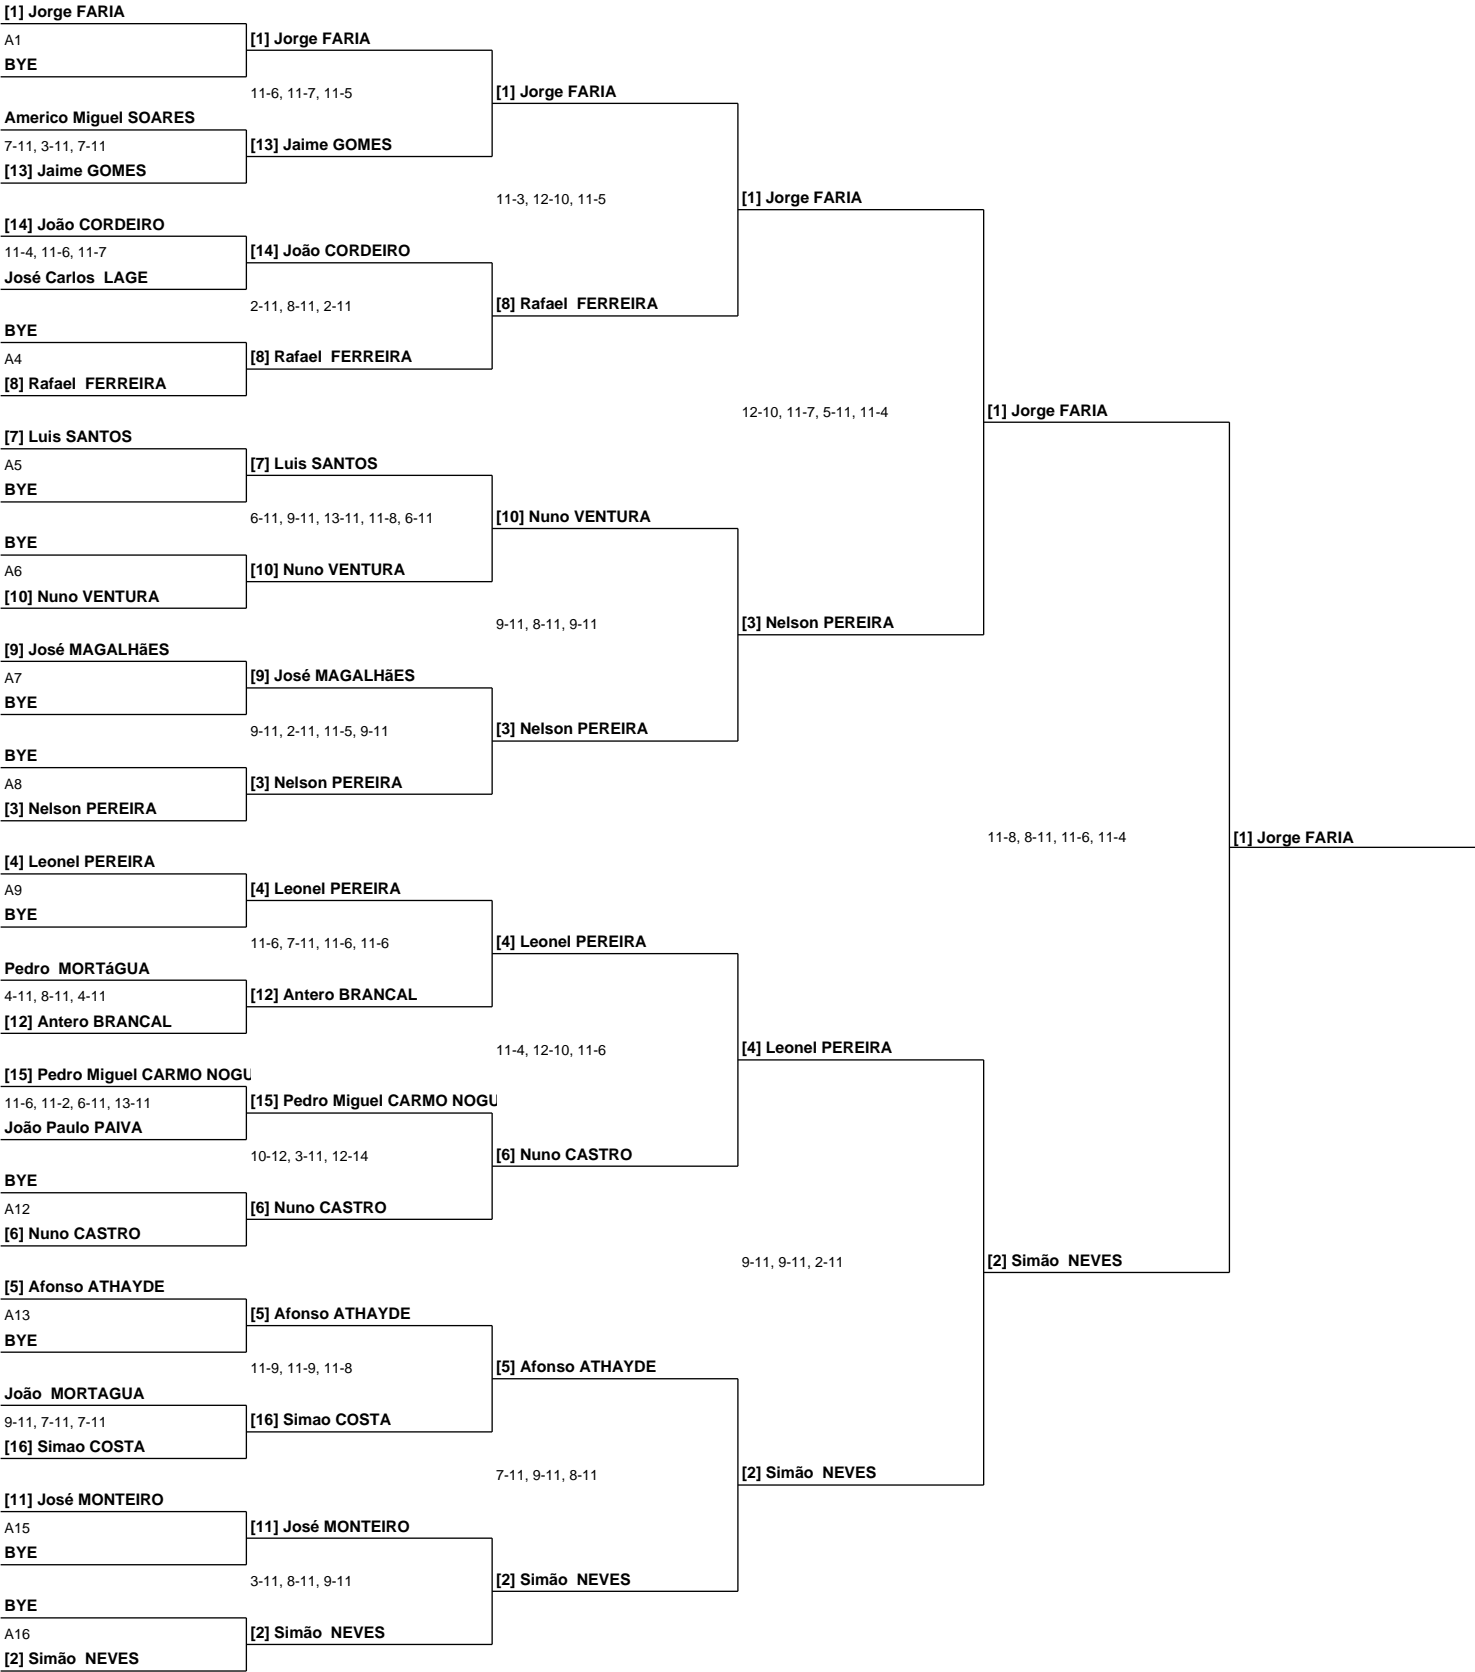 [1] Jorge FARIA
A1
BYE
Americo Miguel SOARES
7-11, 3-11, 7-11
[13] Jaime GOMES
[14] João CORDEIRO
11-4, 11-6, 11-7
José Carlos  LAGE
BYE
A4
[8] Rafael  FERREIRA
[7] Luis SANTOS
A5
BYE
BYE
A6
[10] Nuno VENTURA
[9] José MAGALHãES
A7
BYE
BYE
A8
[3] Nelson PEREIRA
[4] Leonel PEREIRA
A9
BYE
Pedro  MORTáGUA
4-11, 8-11, 4-11
[12] Antero BRANCAL
[15] Pedro Miguel CARMO NOGU
11-6, 11-2, 6-11, 13-11
João Paulo PAIVA
BYE
A12
[6] Nuno CASTRO
[5] Afonso ATHAYDE
A13
BYE
João  MORTAGUA
9-11, 7-11, 7-11
[16] Simao COSTA
[11] José MONTEIRO
A15
BYE
BYE
A16
[2] Simão  NEVES
[1] Jorge FARIA
11-6, 11-7, 11-5
[13] Jaime GOMES
[14] João CORDEIRO
2-11, 8-11, 2-11
[8] Rafael  FERREIRA
[7] Luis SANTOS
6-11, 9-11, 13-11, 11-8, 6-11
[10] Nuno VENTURA
[9] José MAGALHãES
9-11, 2-11, 11-5, 9-11
[3] Nelson PEREIRA
[4] Leonel PEREIRA
11-6, 7-11, 11-6, 11-6
[12] Antero BRANCAL
[15] Pedro Miguel CARMO NOGU
10-12, 3-11, 12-14
[6] Nuno CASTRO
[5] Afonso ATHAYDE
11-9, 11-9, 11-8
[16] Simao COSTA
[11] José MONTEIRO
3-11, 8-11, 9-11
[2] Simão  NEVES
[1] Jorge FARIA
11-3, 12-10, 11-5
[8] Rafael  FERREIRA
[10] Nuno VENTURA
9-11, 8-11, 9-11
[3] Nelson PEREIRA
[4] Leonel PEREIRA
11-4, 12-10, 11-6
[6] Nuno CASTRO
[5] Afonso ATHAYDE
7-11, 9-11, 8-11
[2] Simão  NEVES
[1] Jorge FARIA
12-10, 11-7, 5-11, 11-4
[3] Nelson PEREIRA
[4] Leonel PEREIRA
9-11, 9-11, 2-11
[2] Simão  NEVES
[1] Jorge FARIA
11-8, 8-11, 11-6, 11-4
[2] Simão  NEVES
[1] Jorge FARIA